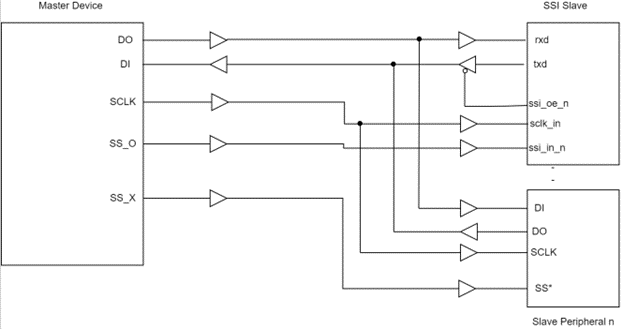 Master Device
SSI Slave
DO
DI
SCLK
SS_O
SS_X
rxd
txd
ssi_oe_n
sclk_in
ssi_in_n
DI
DO
SCLK
SS*
Slave Peripheral n